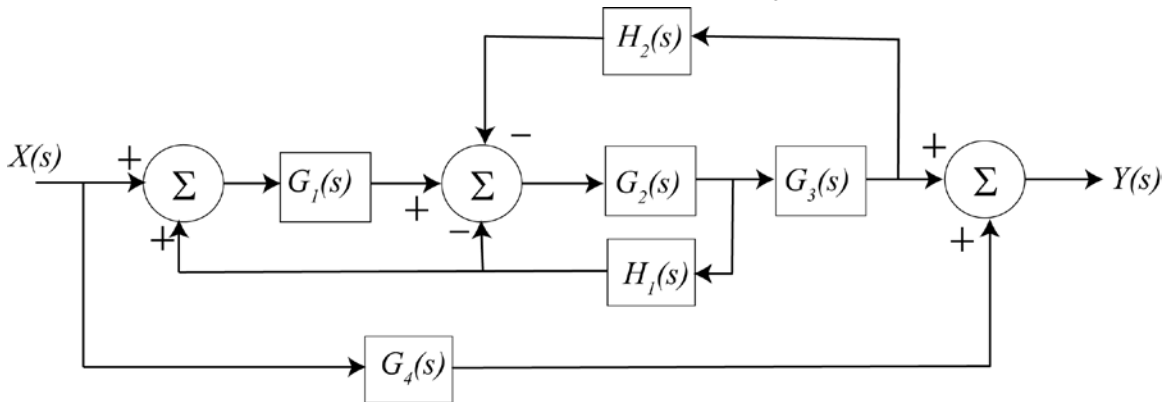 H₂(s)
−
X(s)
+
Σ
G₁(s)
+
Σ
G₂(s)
G₃(s)
+
Σ
Y(s)
+
−
H₁(s)
+
G₄(s)